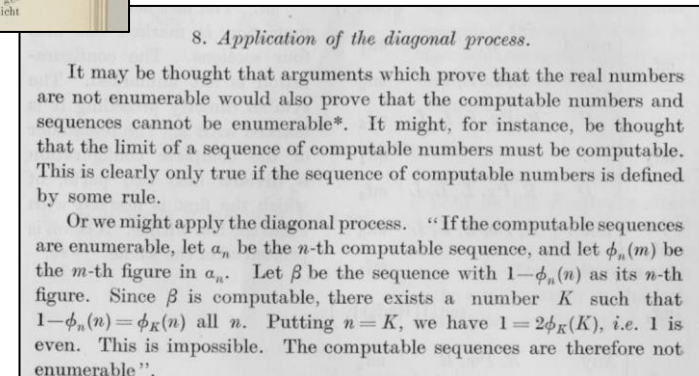 icht
8. Application of the diagonal process.
It may be thought that arguments which prove that the real numbers
are not enumerable would also prove that the computable numbers and
sequences cannot be enumerable*. It might, for instance, be thought
that the limit of a sequence of computable numbers must be computable.
This is clearly only true if the sequence of computable numbers is defined
by some rule.
Or we might apply the diagonal process. “If the computable sequences
are enumerable, let αₙ be the n-th computable sequence, and let ϕₙ(m) be
the m-th figure in αₙ. Let β be the sequence with 1−ϕₙ(n) as its n-th
figure. Since β is computable, there exists a number K such that
1−ϕₙ(n) = ϕ_K(n) all n. Putting n = K, we have 1 = 2ϕ_K(K), i.e. 1 is
even. This is impossible. The computable sequences are therefore not
enumerable”.